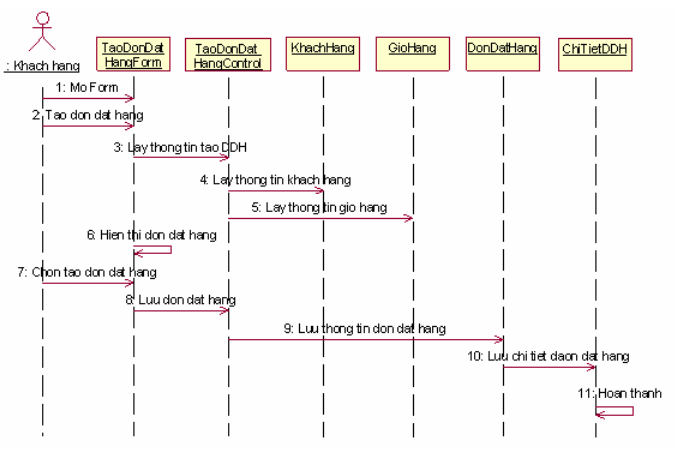 : Khach hang
TaoDonDat
HangForm
TaoDonDat
HangControl
KhachHang
GioHang
DonDatHang
ChiTietDDH
1: Mo Form
2: Tao don dat hang
3: Lay thong tin tao DDH
4: Lay thong tin khach hang
5: Lay thong tin gio hang
6: Hien thi don dat hang
7: Chon tao don dat hang
8: Luu don dat hang
9: Luu thong tin don dat hang
10: Luu chi tiet daon dat hang
11: Hoan thanh